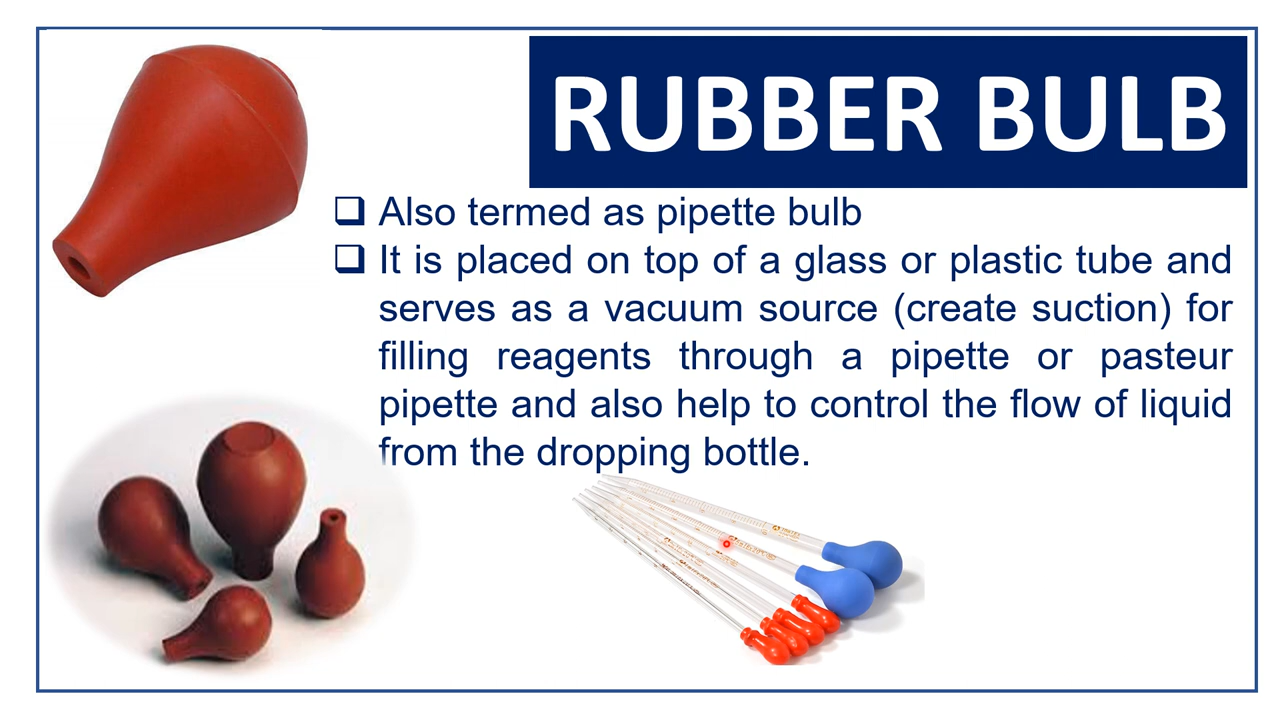 RUBBER BULB
❑ Also termed as pipette bulb
❑ It is placed on top of a glass or plastic tube and
serves as a vacuum source (create suction) for
filling reagents through a pipette or pasteur
pipette and also help to control the flow of liquid
from the dropping bottle.